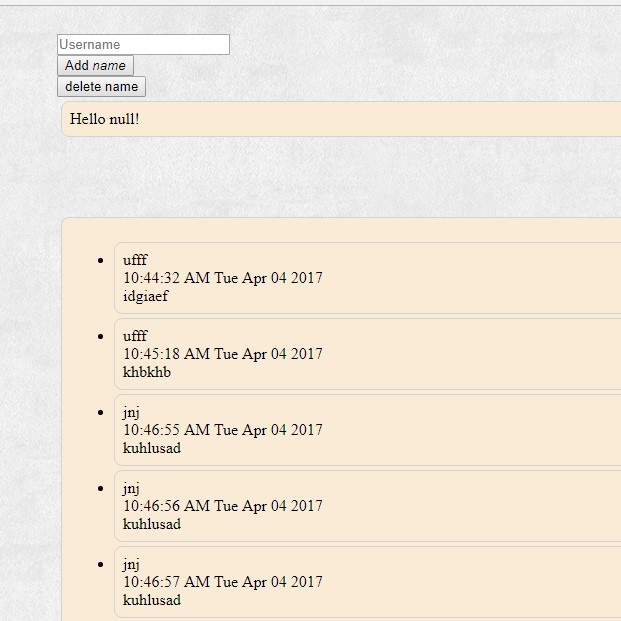 Username
Add name
delete name
Hello null!
ufff
10:44:32 AM Tue Apr 04 2017
idgiaef
ufff
10:45:18 AM Tue Apr 04 2017
khbkhb
jnj
10:46:55 AM Tue Apr 04 2017
kuhlusad
jnj
10:46:56 AM Tue Apr 04 2017
kuhlusad
jnj
10:46:57 AM Tue Apr 04 2017
kuhlusad